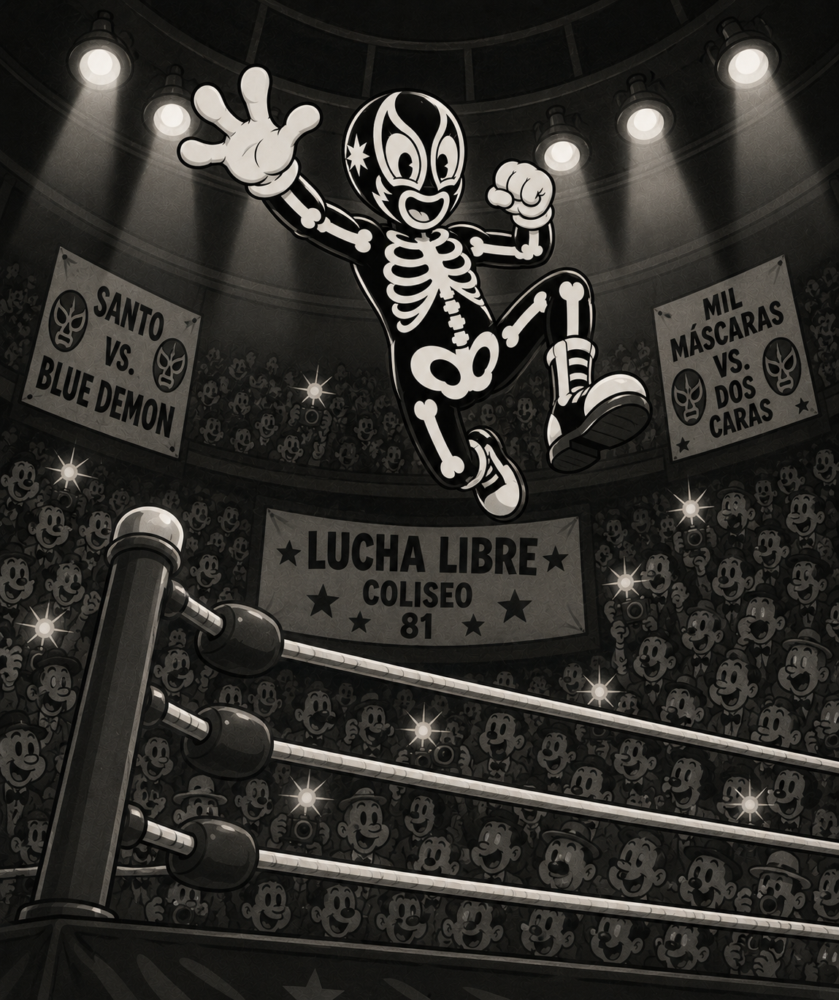 SANTO
VS.
BLUE DEMON
MIL
MÁSCARAS
VS.
DOS
CARAS
LUCHA LIBRE
COLISEO
81